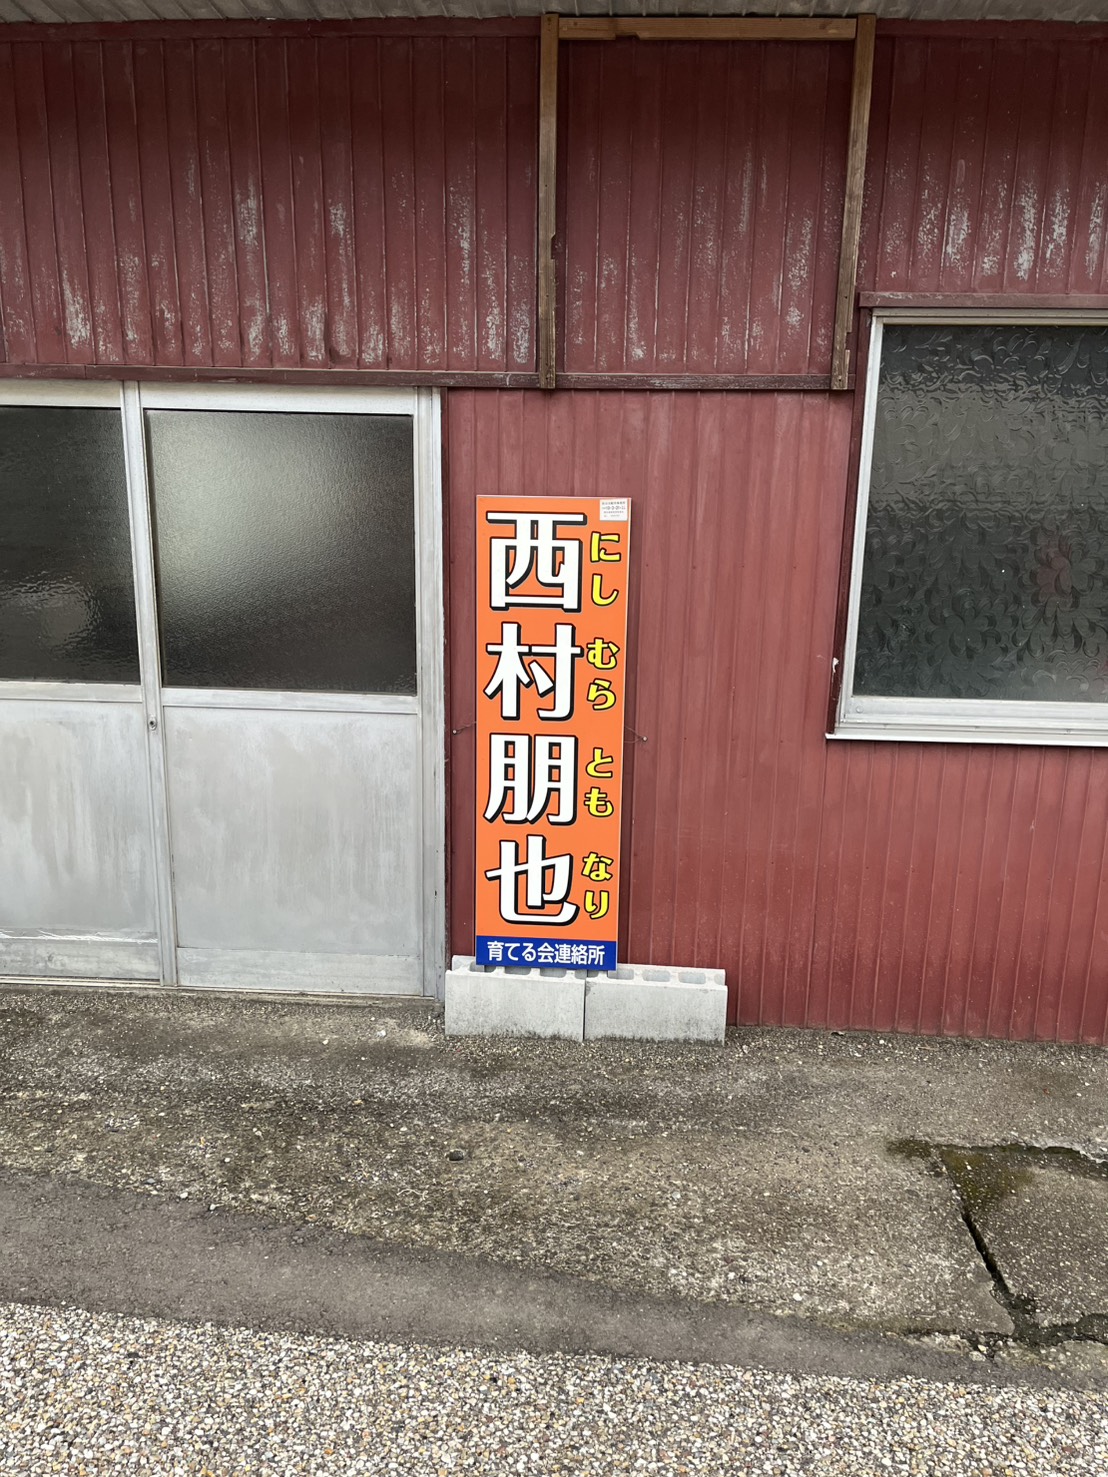 西村朋也
にし むら とも なり
育てる会連絡所